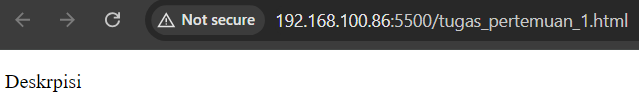 Not secure 192.168.100.86:5500/tugas_pertemuan_1.html
Deskrpisi